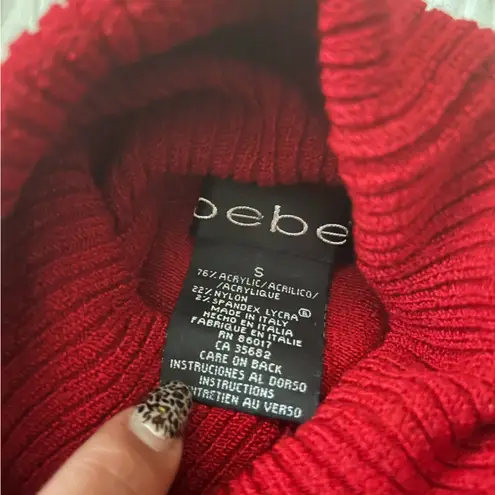 bebe
S
76% ACRYLIC/ACRILICO/
/ACRYLIQUE
22% NYLON
2% SPANDEX LYCRA®
MADE IN ITALY
HECHO EN ITALIA
FABRIQUE EN ITALIE
RN 86017
CA 35682
CARE ON BACK
INSTRUCIONES AL DORSO
INSTRUCTIONS
ENTRETIEN AU VERSO